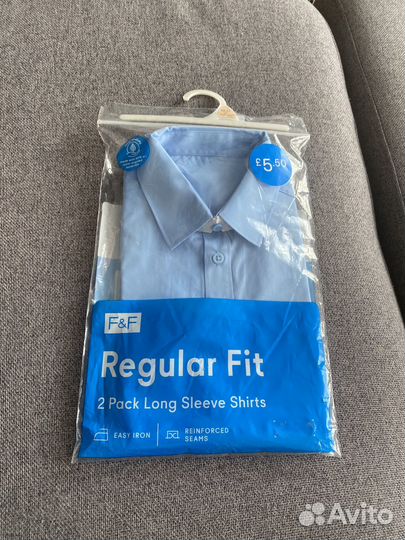 £5.50
F&F
Regular Fit
2 Pack Long Sleeve Shirts
EASY IRON
REINFORCED
SEAMS
Avito